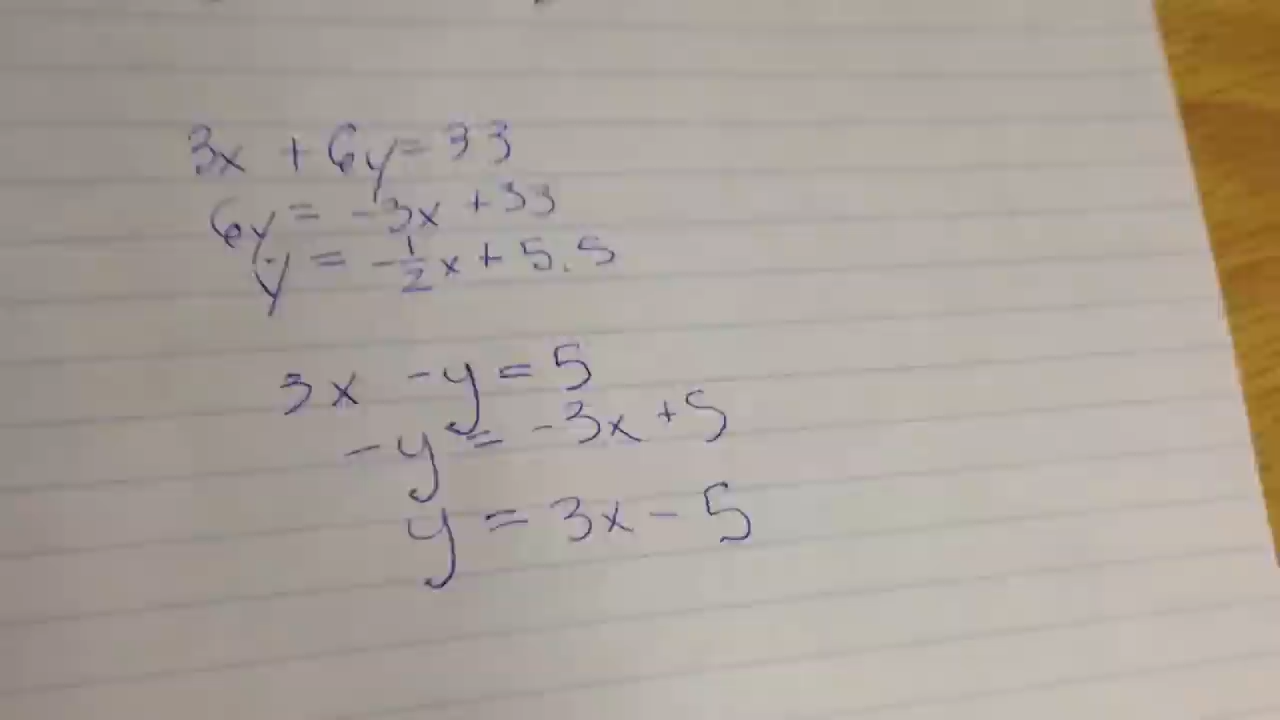 3x + 6y = 33
6y = -3x + 33
y = -1/2x + 5.5
3x - y = 5
-y = -3x + 5
y = 3x - 5